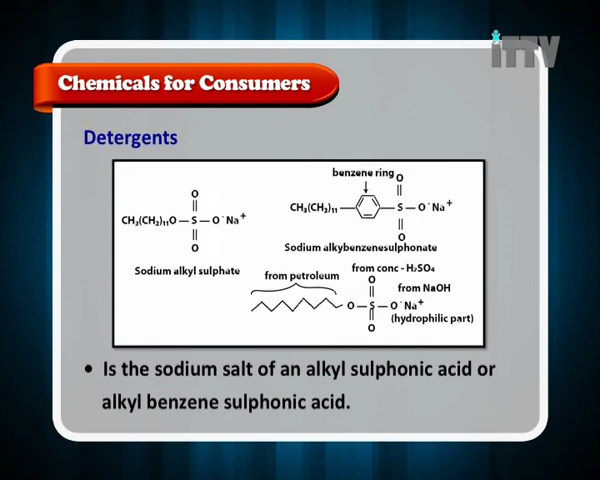 iTTV
Chemicals for Consumers
Detergents
benzene ring
O
O
CH₃(CH₂)₁₁O—S—O⁻Na⁺
O
Sodium alkyl sulphate
CH₃(CH₂)₁₁—
S—O⁻Na⁺
O
Sodium alkybenzenesulphonate
from petroleum
from conc - H₂SO₄
O
from NaOH
O—S—O⁻Na⁺
(hydrophilic part)
O
• Is the sodium salt of an alkyl sulphonic acid or
alkyl benzene sulphonic acid.